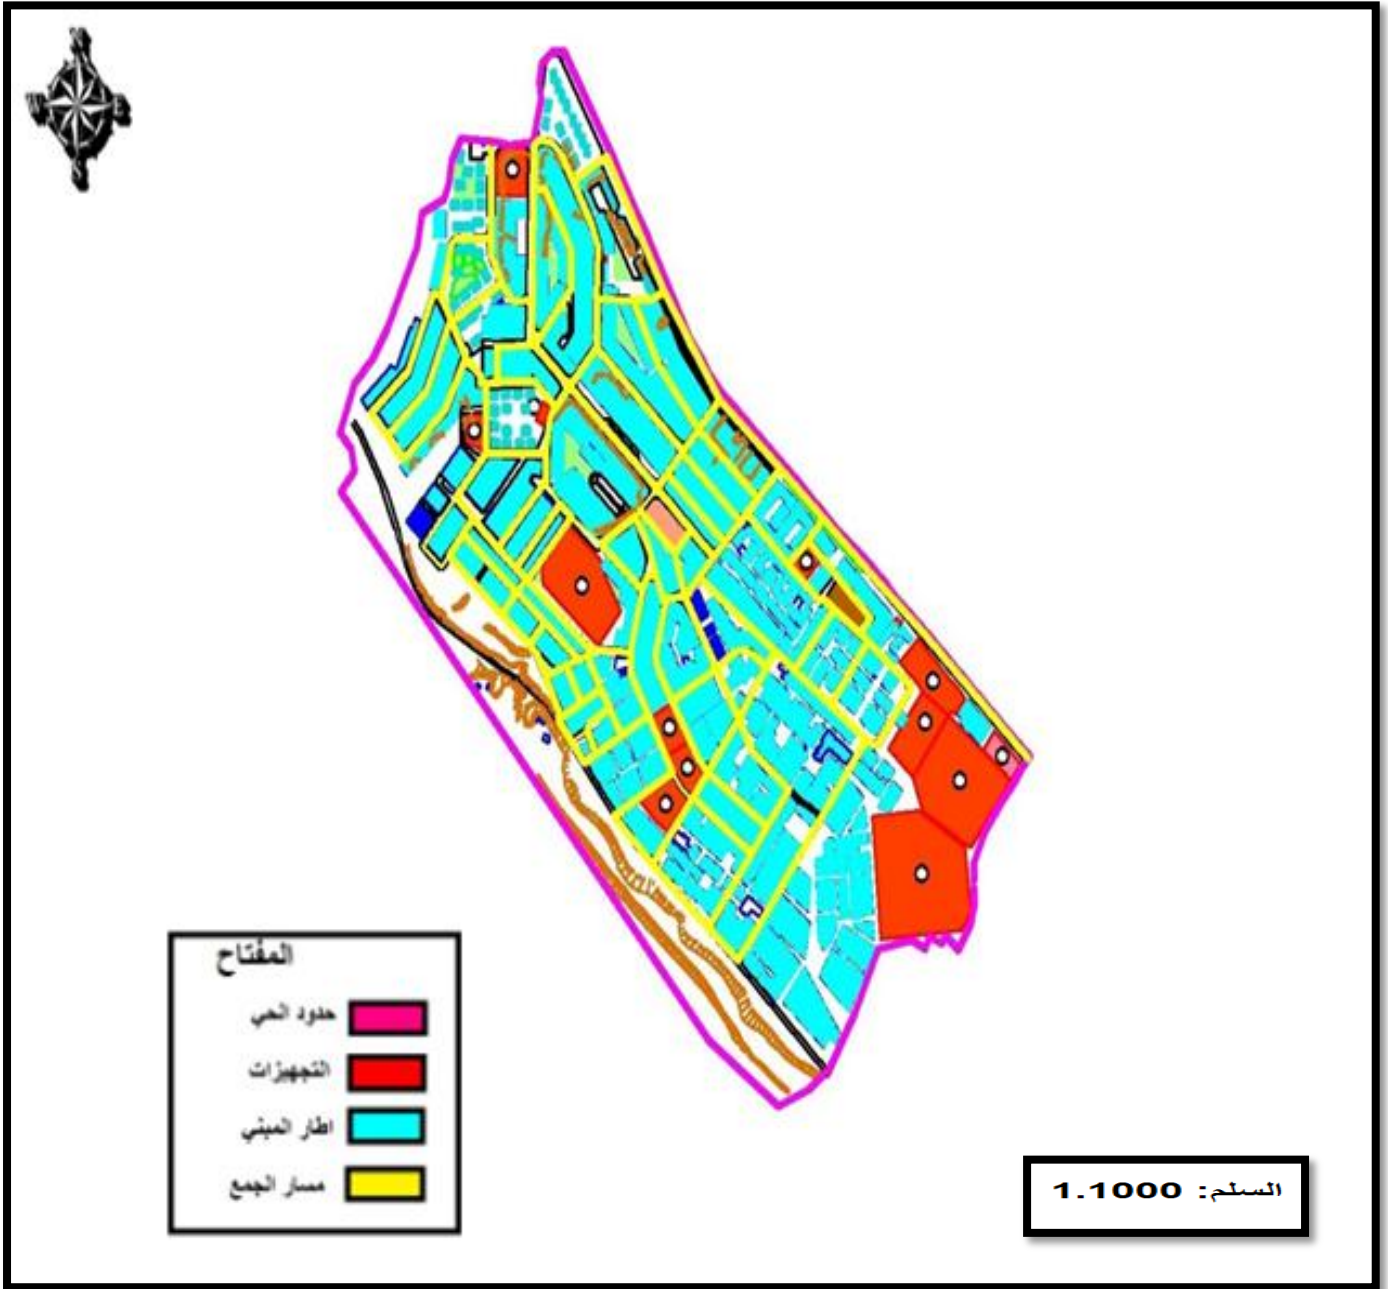 N
W E
S
المفتاح
حدود الحي
التجهيزات
اطار المبني
مسار الجمع
السلم: 1.1000